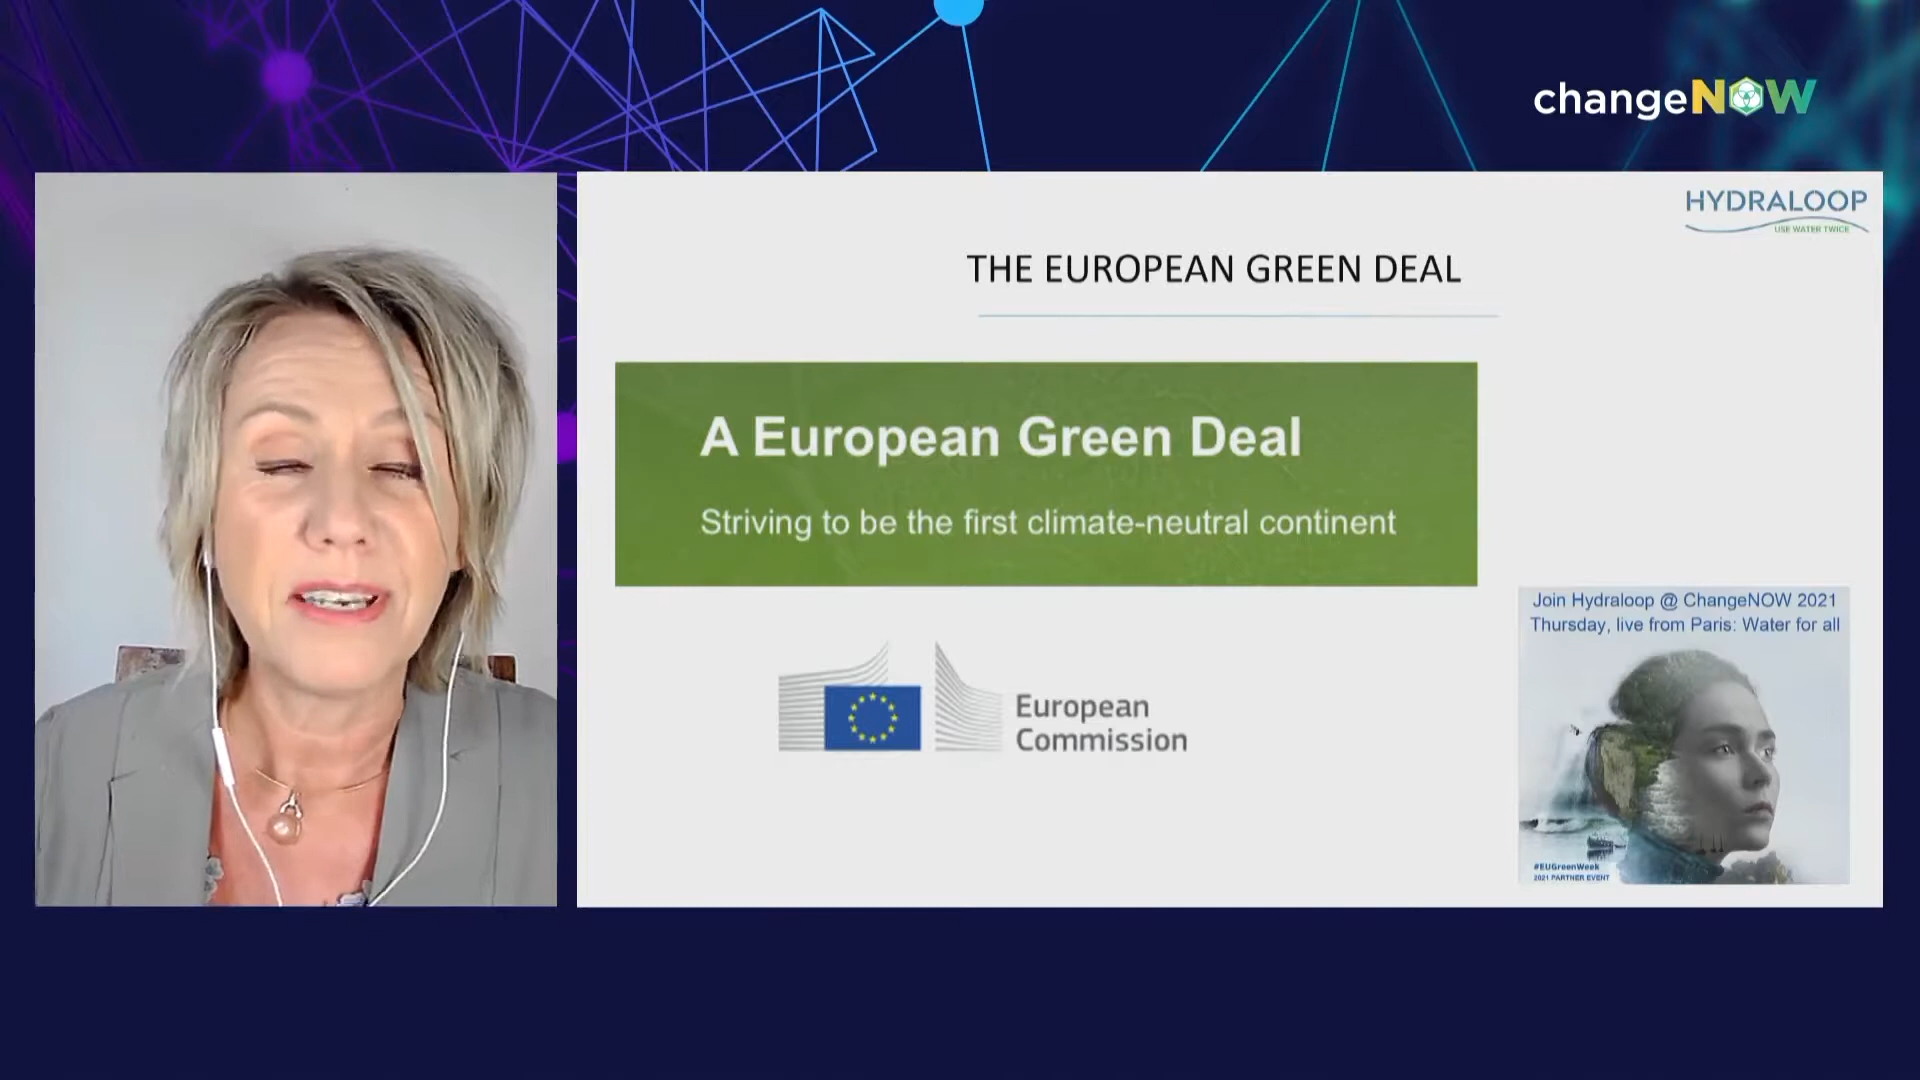 changeNOW
HYDRALOOP
USE WATER TWICE
THE EUROPEAN GREEN DEAL
A European Green Deal
Striving to be the first climate-neutral continent
European
Commission
Join Hydraloop @ ChangeNOW 2021
Thursday, live from Paris: Water for all
#EUGreenWeek
2021 PARTNER EVENT